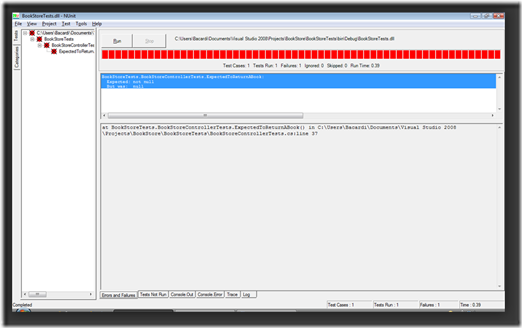 BookStoreTests.dll - NUnit
File View Project Test Tools Help
Tests
Categories
C:\Users\Bacardi\Documents\
BookStoreTests
BookStoreControllerTes
ExpectedToReturn
Run
Stop
C:\Users\Bacardi\Documents\Visual Studio 2008\Projects\BookStore\BookStoreTests\bin\Debug\BookStoreTests.dll
Test Cases: 1 Tests Run: 1 Failures: 1 Ignored: 0 Skipped: 0 Run Time: 0.39
BookStoreTests.BookStoreControllerTests.ExpectedToReturnABook:
Expected: not null
But was: null
at BookStoreTests.BookStoreControllerTests.ExpectedToReturnABook() in C:\Users\Bacardi\Documents\Visual Studio 2008
\Projects\BookStore\BookStoreTests\BookStoreControllerTests.cs:line 37
Errors and Failures Tests Not Run Console.Out Console.Error Trace Log
Completed
Test Cases : 1 Tests Run : 1 Failures : 1 Time : 0.39